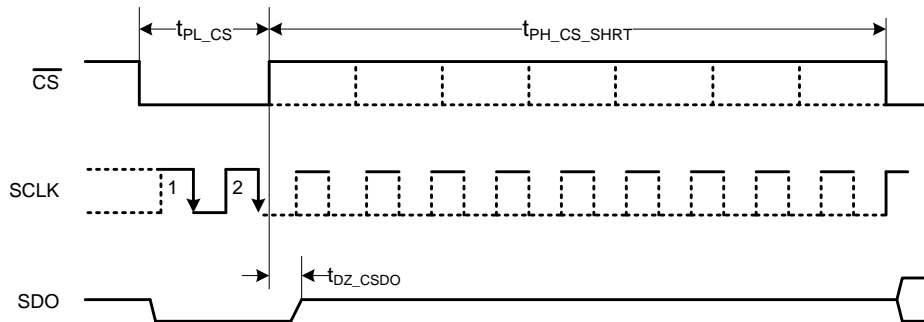 tPL_CS
tPH_CS_SHRT
CS
SCLK
1
2
tDZ_CSDO
SDO